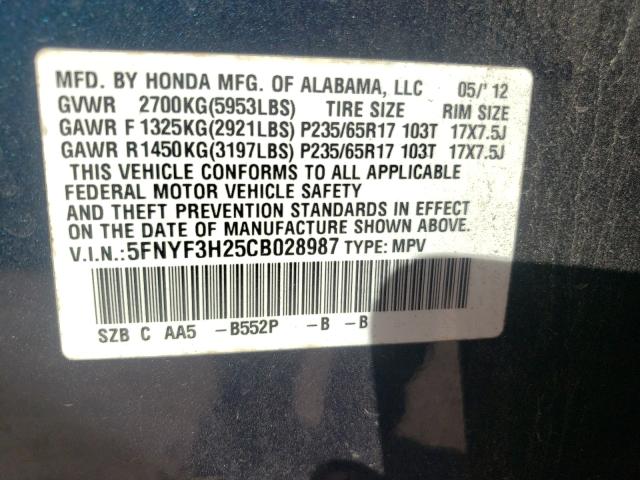 MFD. BY HONDA MFG. OF ALABAMA, LLC 05/'12
GVWR 2700KG(5953LBS) TIRE SIZE RIM SIZE
GAWR F 1325KG(2921LBS) P235/65R17 103T 17X7.5J
GAWR R1450KG(3197LBS) P235/65R17 103T 17X7.5J
THIS VEHICLE CONFORMS TO ALL APPLICABLE
FEDERAL MOTOR VEHICLE SAFETY
AND THEFT PREVENTION STANDARDS IN EFFECT
ON THE DATE OF MANUFACTURE SHOWN ABOVE.
V.I.N.:5FNYF3H25CB028987 TYPE: MPV
SZB C AA5 -B552P -B -B